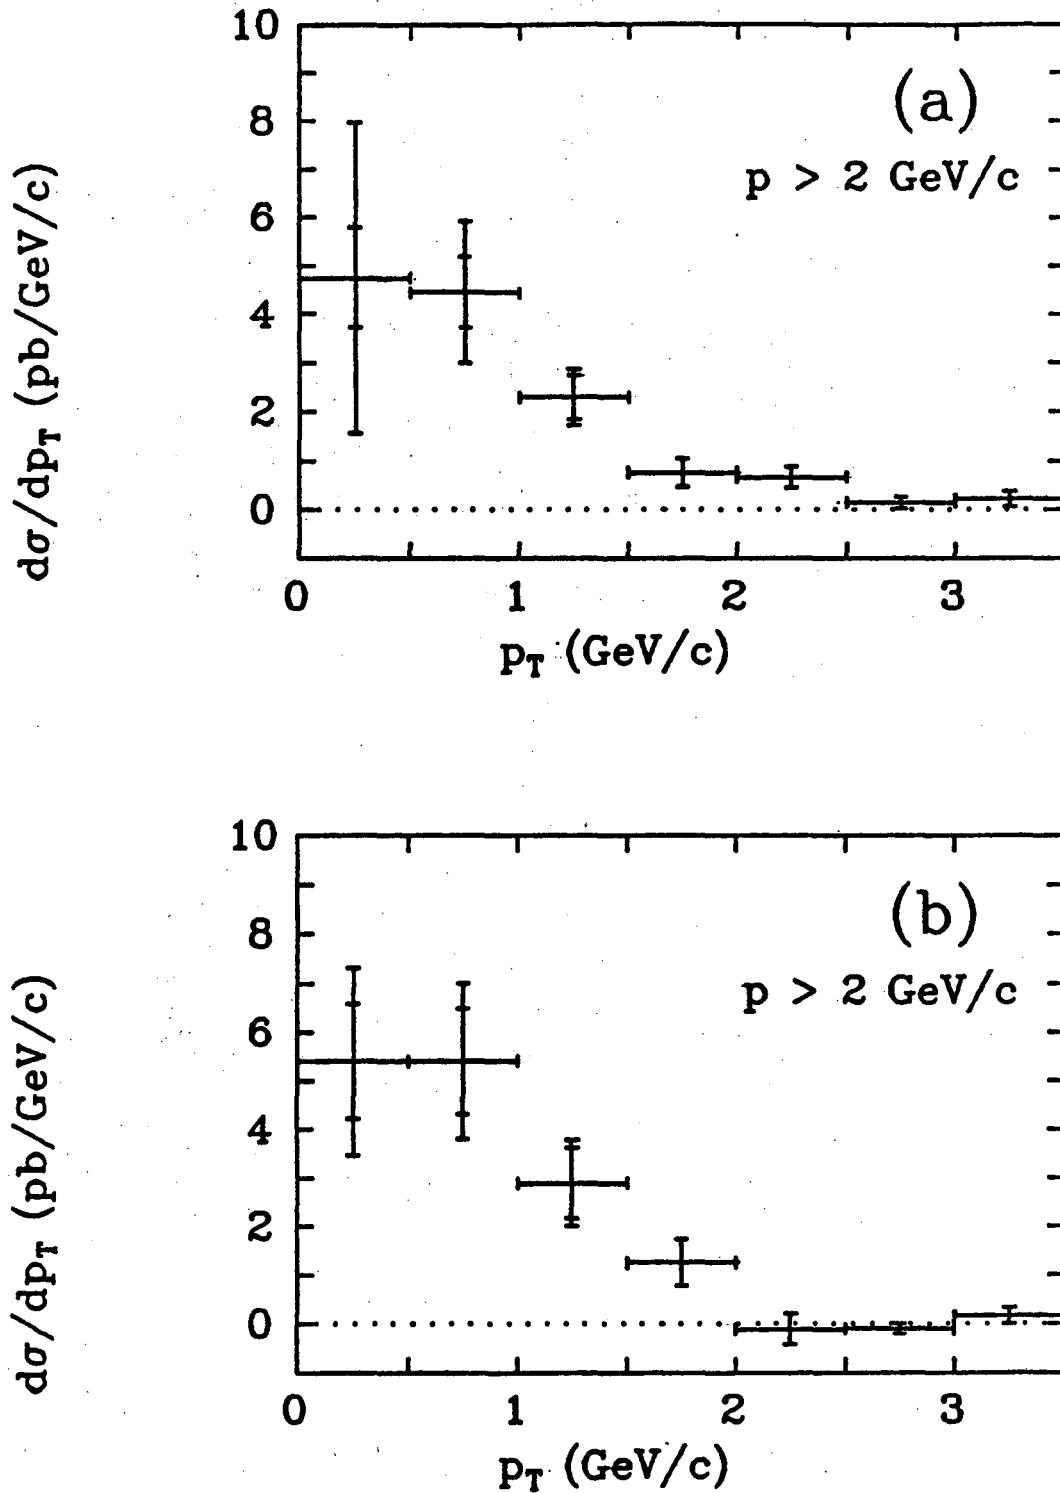 10
8
6
4
2
0
dσ/dp_T (pb/GeV/c)
(a)
p > 2 GeV/c
0 1 2 3
p_T (GeV/c)
10
8
6
4
2
0
dσ/dp_T (pb/GeV/c)
(b)
p > 2 GeV/c
0 1 2 3
p_T (GeV/c)